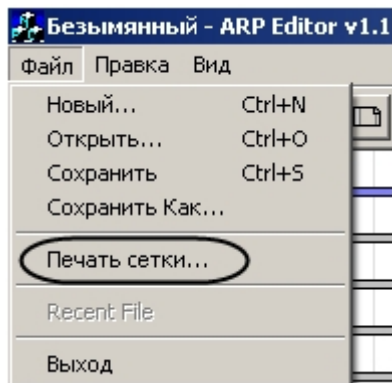 Безымянный - ARP Editor v1.1
Файл Правка Вид
Новый... Ctrl+N
Открыть... Ctrl+O
Сохранить Ctrl+S
Сохранить Как...
Печать сетки...
Recent File
Выход